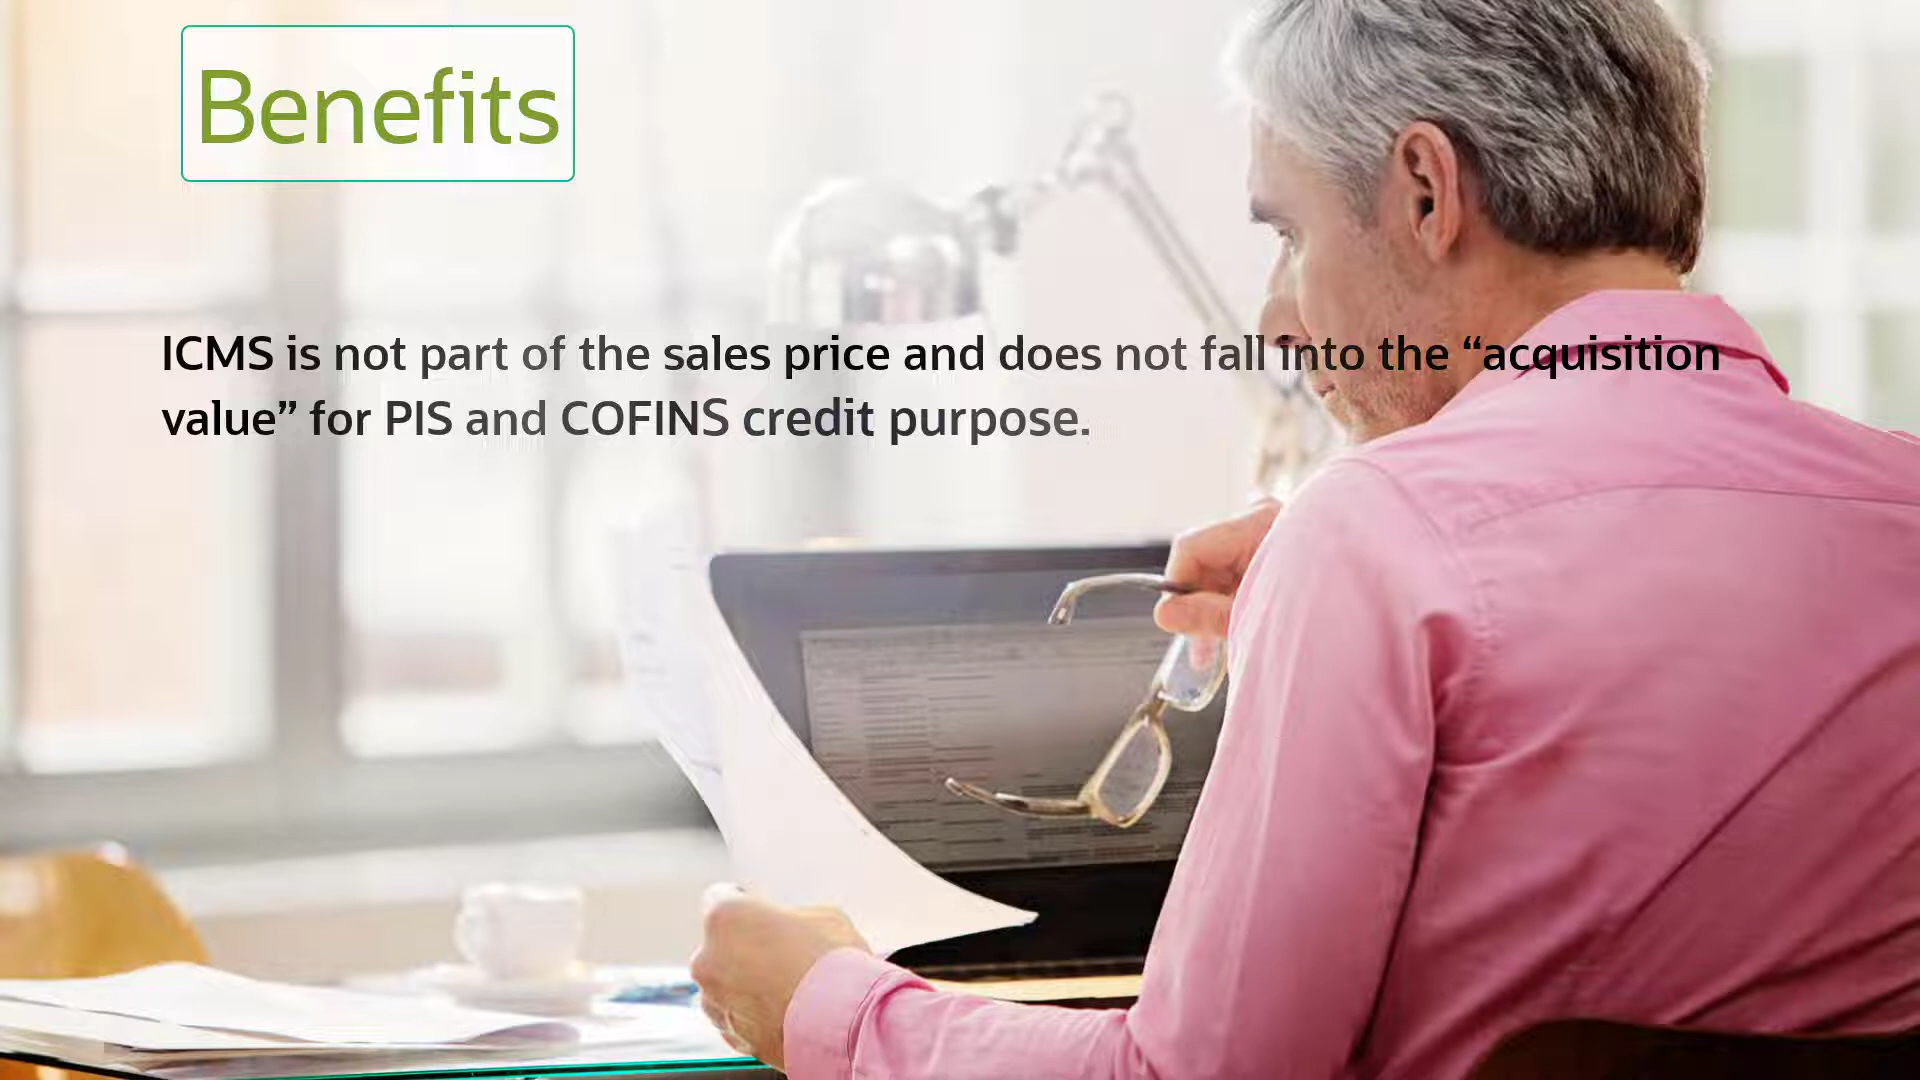 Benefits
ICMS is not part of the sales price and does not fall into the “acquisition
value” for PIS and COFINS credit purpose.